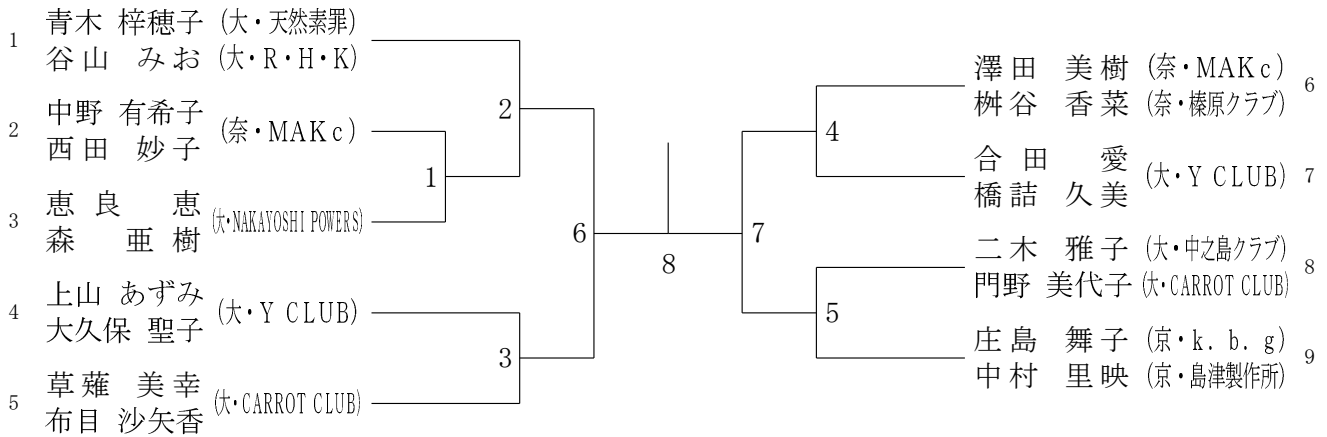 1 青木 梓穂子 (大・天然素罪)
谷山 みお (大・R・H・K)
2 中野 有希子 (奈・MAKc)
西田 妙子
3 恵良 恵 (大・NAKAYOSHI POWERS)
森 亜樹
4 上山 あずみ (大・Y CLUB)
大久保 聖子
5 草薙 美幸 (大・CARROT CLUB)
布目 沙矢香
2
1
6
3
8
7
4
5
澤田 美樹 (奈・MAKc) 6
桝谷 香菜 (奈・榛原クラブ)
合田 愛 (大・Y CLUB) 7
橋詰 久美
二木 雅子 (大・中之島クラブ) 8
門野 美代子 (大・CARROT CLUB)
庄島 舞子 (京・k. b. g) 9
中村 里映 (京・島津製作所)